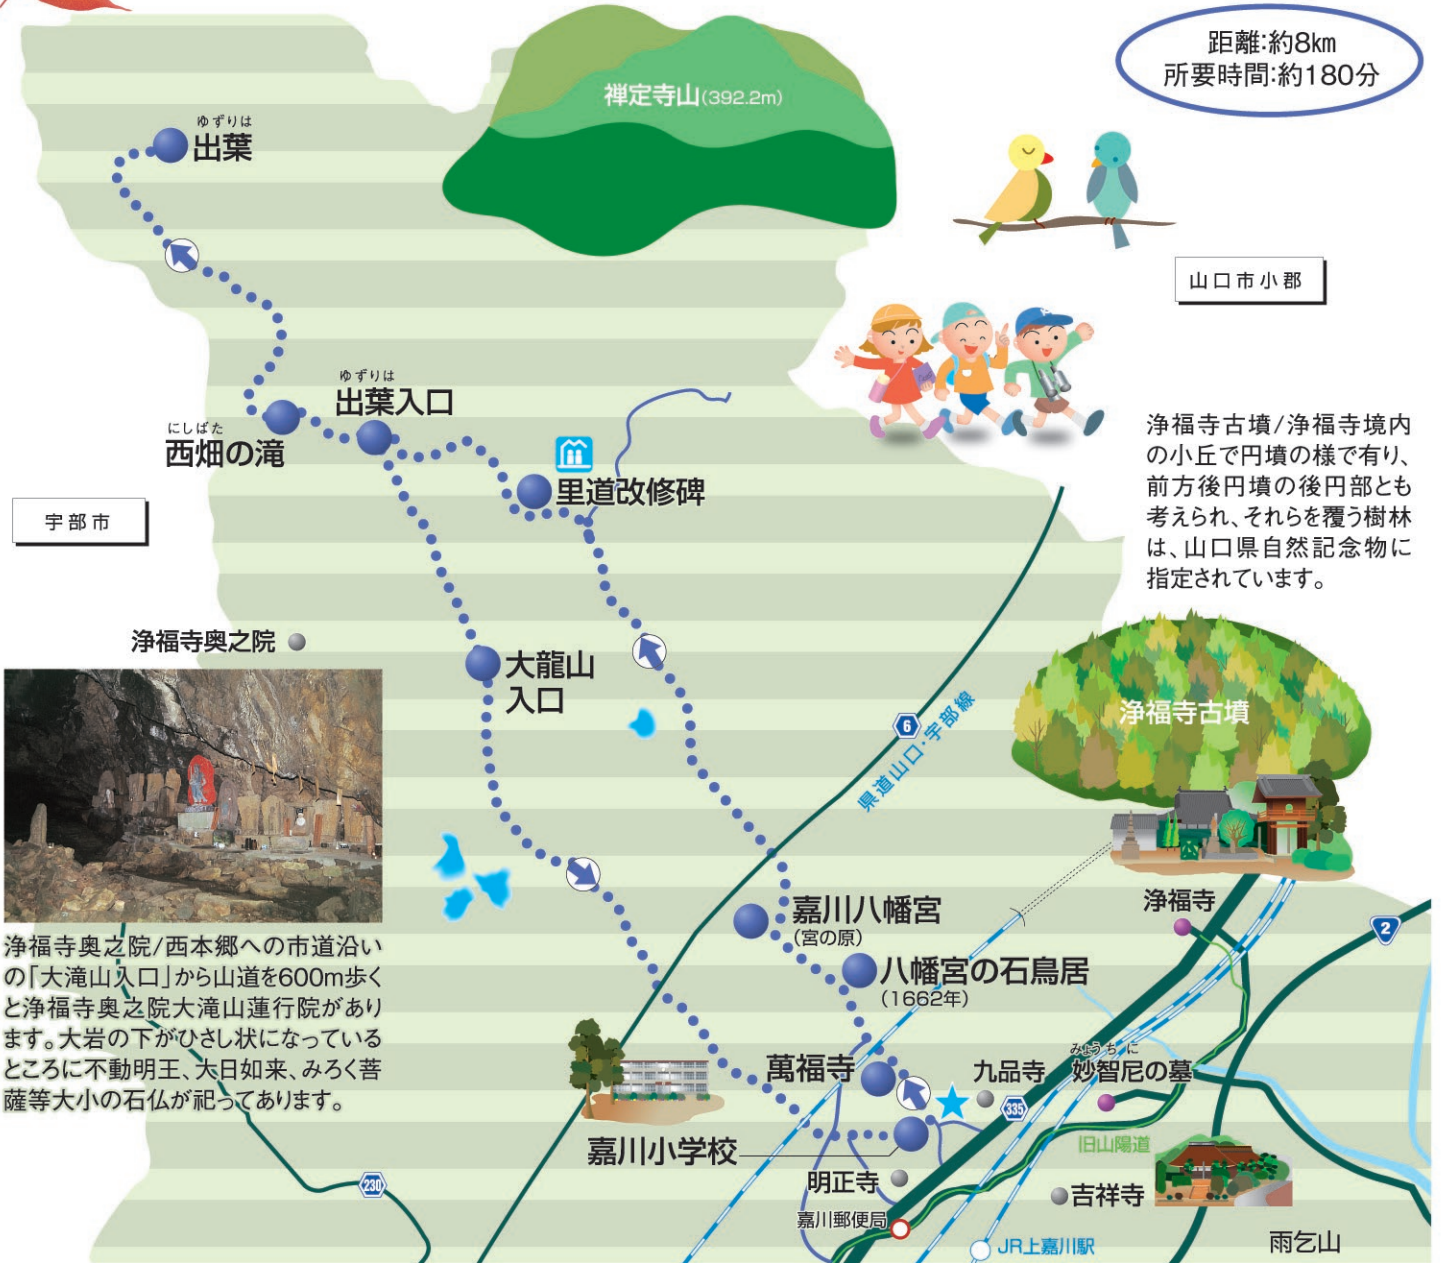 距離:約8km
所要時間:約180分
禅定寺山(392.2m)
ゆずりは
出葉
山口市小郡
ゆずりは
出葉入口
にしばた
西畑の滝
里道改修碑
宇部市
浄福寺古墳/浄福寺境内
の小丘で円墳の様で有り、
前方後円墳の後円部とも
考えられ、それらを覆う樹林
は、山口県自然記念物に
指定されています。
浄福寺奥之院
大龍山
入口
浄福寺古墳
6
県道山口・宇部線
浄福寺
2
嘉川八幡宮
(宮の原)
八幡宮の石鳥居
(1662年)
浄福寺奥之院/西本郷への市道沿い
の「大滝山入口」から山道を600m歩く
と浄福寺奥之院大滝山蓮行院があり
ます。大岩の下がひさし状になっている
ところに不動明王、大日如来、みろく菩
薩等大小の石仏が祀ってあります。
萬福寺
九品寺
みょうちに
妙智尼の墓
335
旧山陽道
嘉川小学校
明正寺
吉祥寺
230
嘉川郵便局
JR上嘉川駅
雨乞山